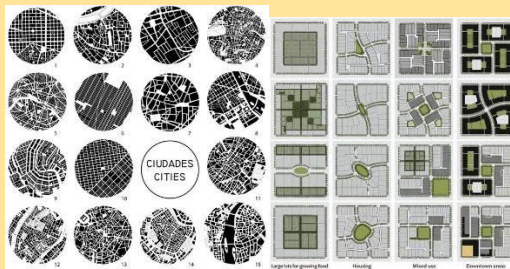 1
2
3
4
5
6
7
8
9
10
CIUDADES
CITIES
11
12
13
14
15
Large lots for growing food
Housing
Mixed use
Downtown areas